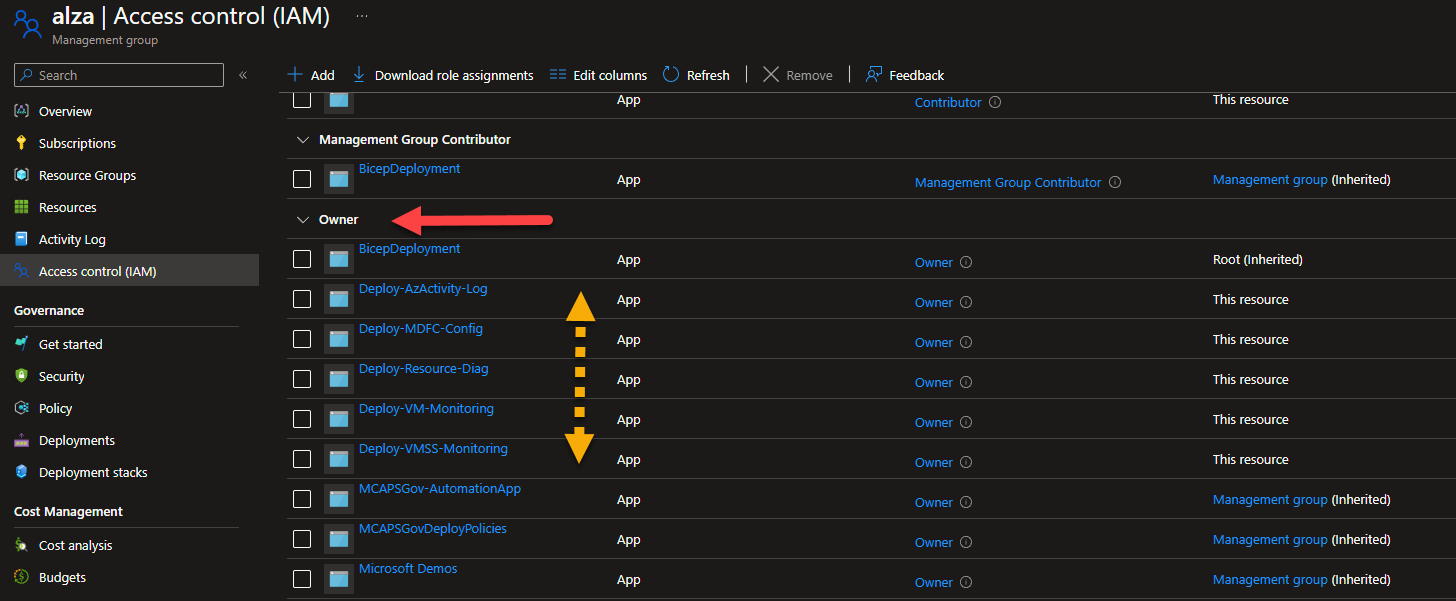 alza | Access control (IAM) ...
Management group
Search «
Add Download role assignments Edit columns Refresh | Remove | Feedback
Overview
Subscriptions
Resource Groups
Resources
Activity Log
Access control (IAM)
Governance
Get started
Security
Policy
Deployments
Deployment stacks
Cost Management
Cost analysis
Budgets
App Contributor This resource
Management Group Contributor
BicepDeployment App Management Group Contributor Management group (Inherited)
Owner
BicepDeployment App Owner Root (Inherited)
Deploy-AzActivity-Log App Owner This resource
Deploy-MDFC-Config App Owner This resource
Deploy-Resource-Diag App Owner This resource
Deploy-VM-Monitoring App Owner This resource
Deploy-VMSS-Monitoring App Owner This resource
MCAPSGov-AutomationApp App Owner Management group (Inherited)
MCAPSGovDeployPolicies App Owner Management group (Inherited)
Microsoft Demos App Owner Management group (Inherited)